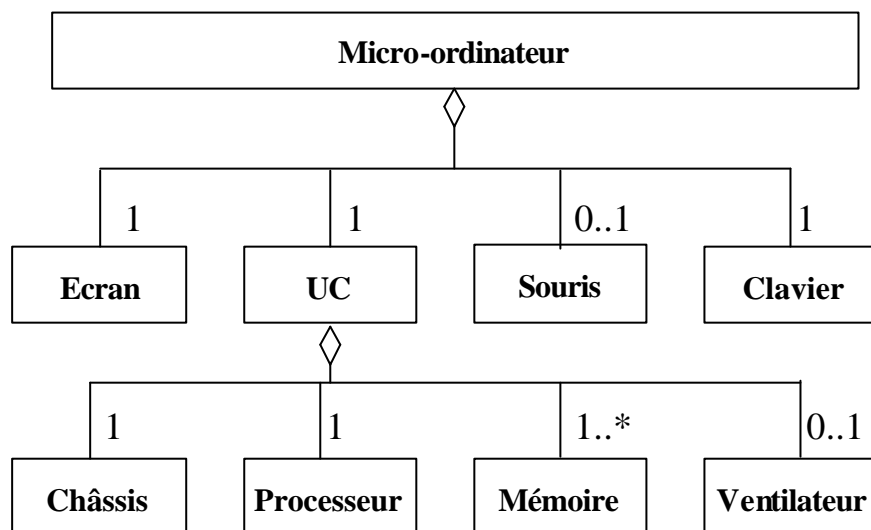 Micro-ordinateur
1 1 0..1 1
Ecran UC Souris Clavier
1 1 1..* 0..1
Châssis Processeur Mémoire Ventilateur